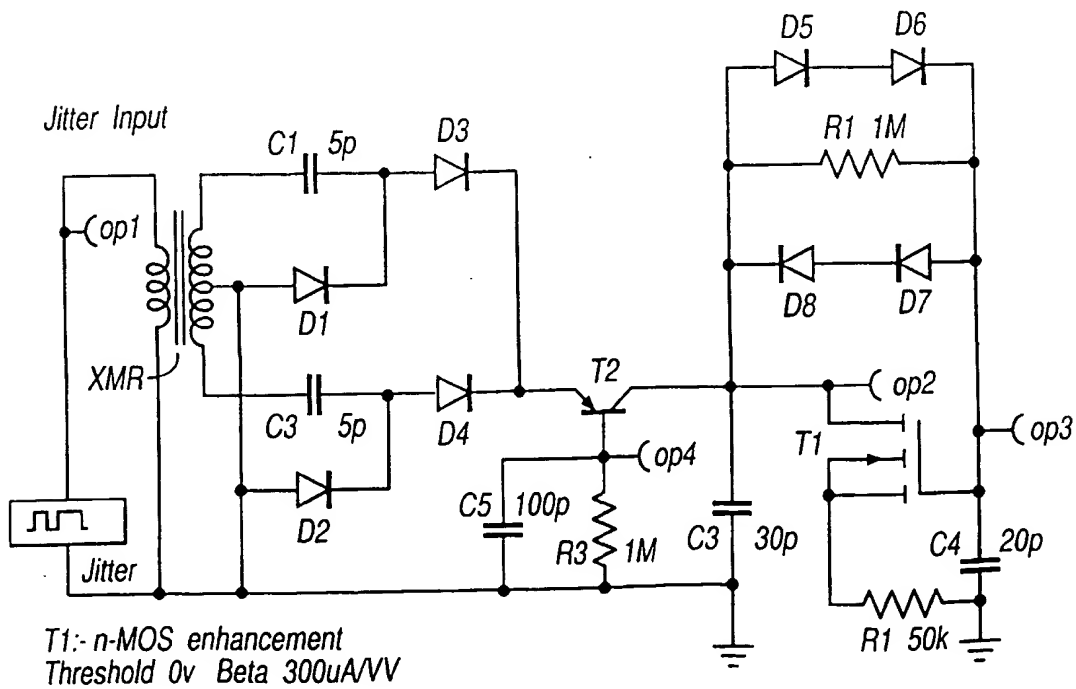 D5 D6
Jitter Input
R1 1M
C1 5p D3
op1
D1
D8 D7
XMR
T2
op2
C3 5p
D4
T1
op3
op4
D2
C5 100p
R3 1M
C3 30p
C4 20p
Jitter
R1 50k
T1:- n-MOS enhancement
Threshold 0v Beta 300uA/VV